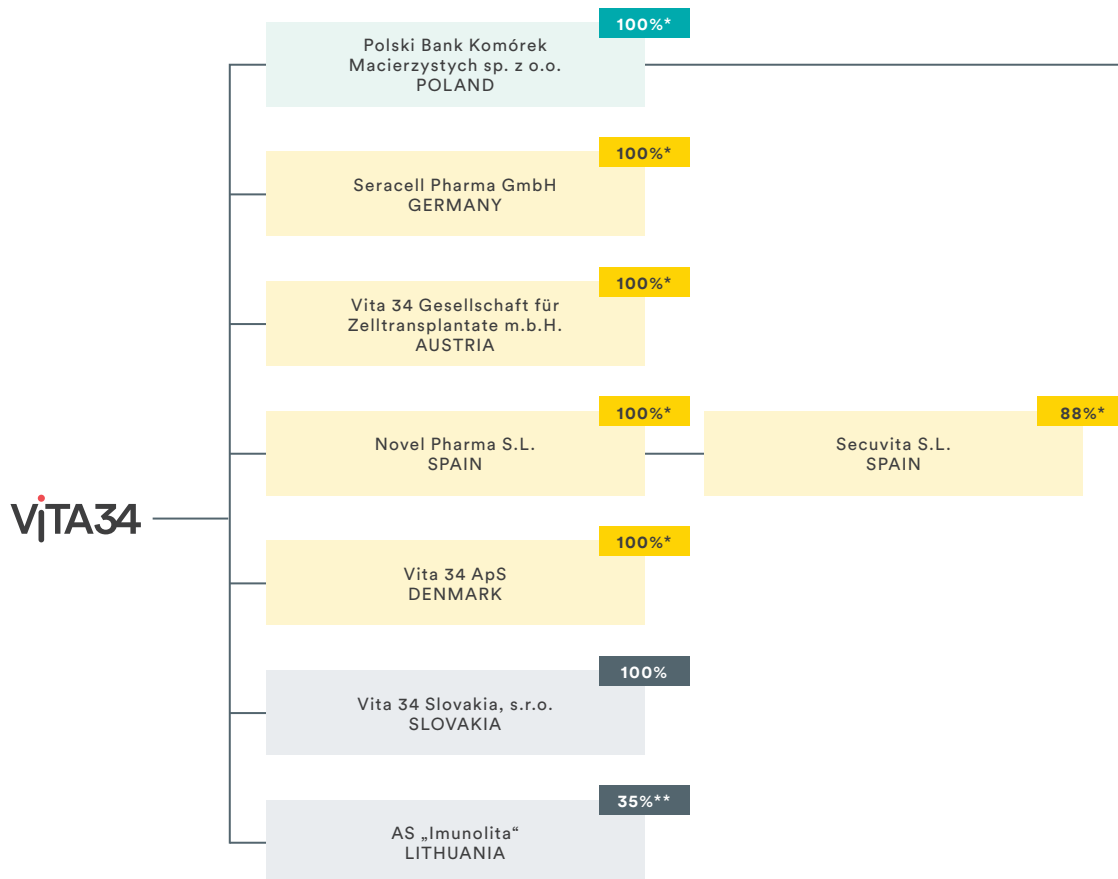 100%*
Polski Bank Komórek
Macierzystych sp. z o.o.
POLAND
100%*
Seracell Pharma GmbH
GERMANY
100%*
Vita 34 Gesellschaft für
Zelltransplantate m.b.H.
AUSTRIA
100%*
Novel Pharma S.L.
SPAIN
88%*
Secuvita S.L.
SPAIN
ViTA34
100%*
Vita 34 ApS
DENMARK
100%
Vita 34 Slovakia, s.r.o.
SLOVAKIA
35%**
AS „Imunolita“
LITHUANIA